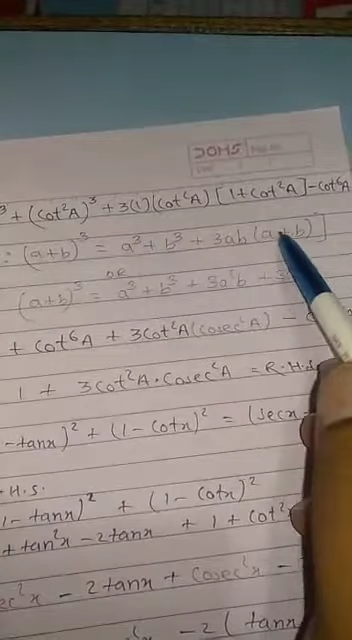 DOMS
³ + (cot²A)³ + 3(1)(cot²A) [1 + cot²A] - cot⁶A
: (a+b)³ = a³ + b³ + 3ab (a+b)]
OR
(a+b)³ = a³ + b³ + 3a²b + 3
+ cot⁶A + 3cot²A (cosec²A) -
1 + 3cot²A . cosec²A = R.H.S.
- tanx)² + (1 - cotx)² = (secx
.H.S.
1 - tanx)² + (1 - cotx)²
+ tan²x - 2tanx + 1 + cot²
ec²x - 2tanx + cosec²x -
- 2 ( tanx